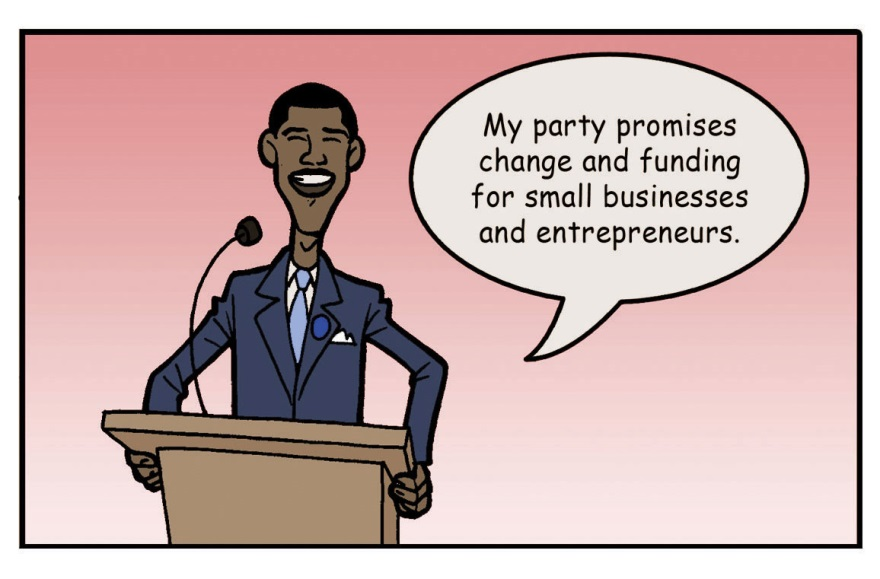 My party promises
change and funding
for small businesses
and entrepreneurs.